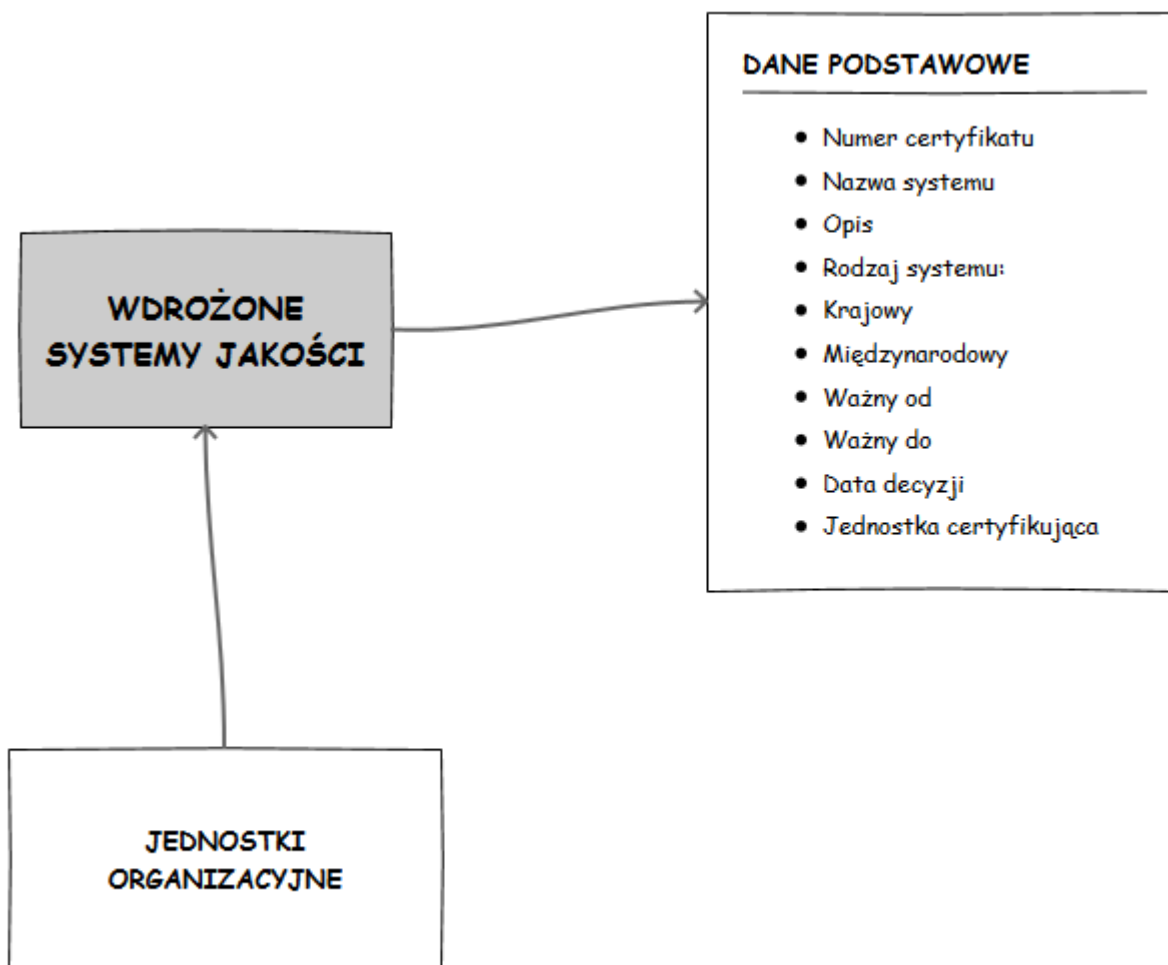 DANE PODSTAWOWE
Numer certyfikatu
Nazwa systemu
Opis
Rodzaj systemu:
Krajowy
Międzynarodowy
Ważny od
Ważny do
Data decyzji
Jednostka certyfikująca
WDROŻONE
SYSTEMY JAKOŚCI
JEDNOSTKI
ORGANIZACYJNE